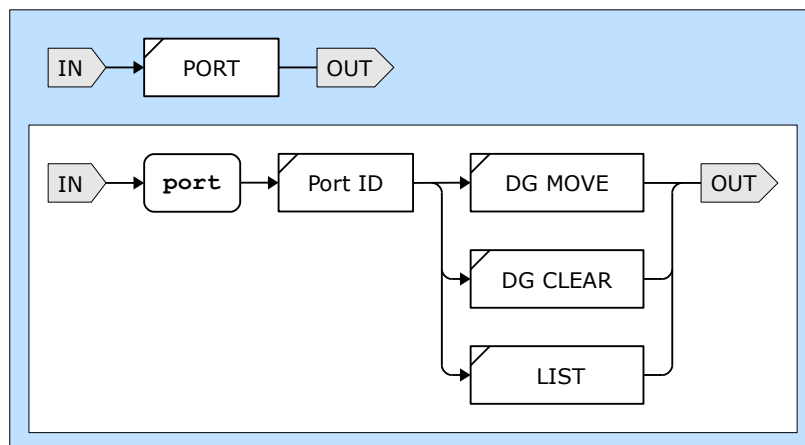 IN PORT OUT
IN port Port ID DG MOVE OUT
DG CLEAR
LIST